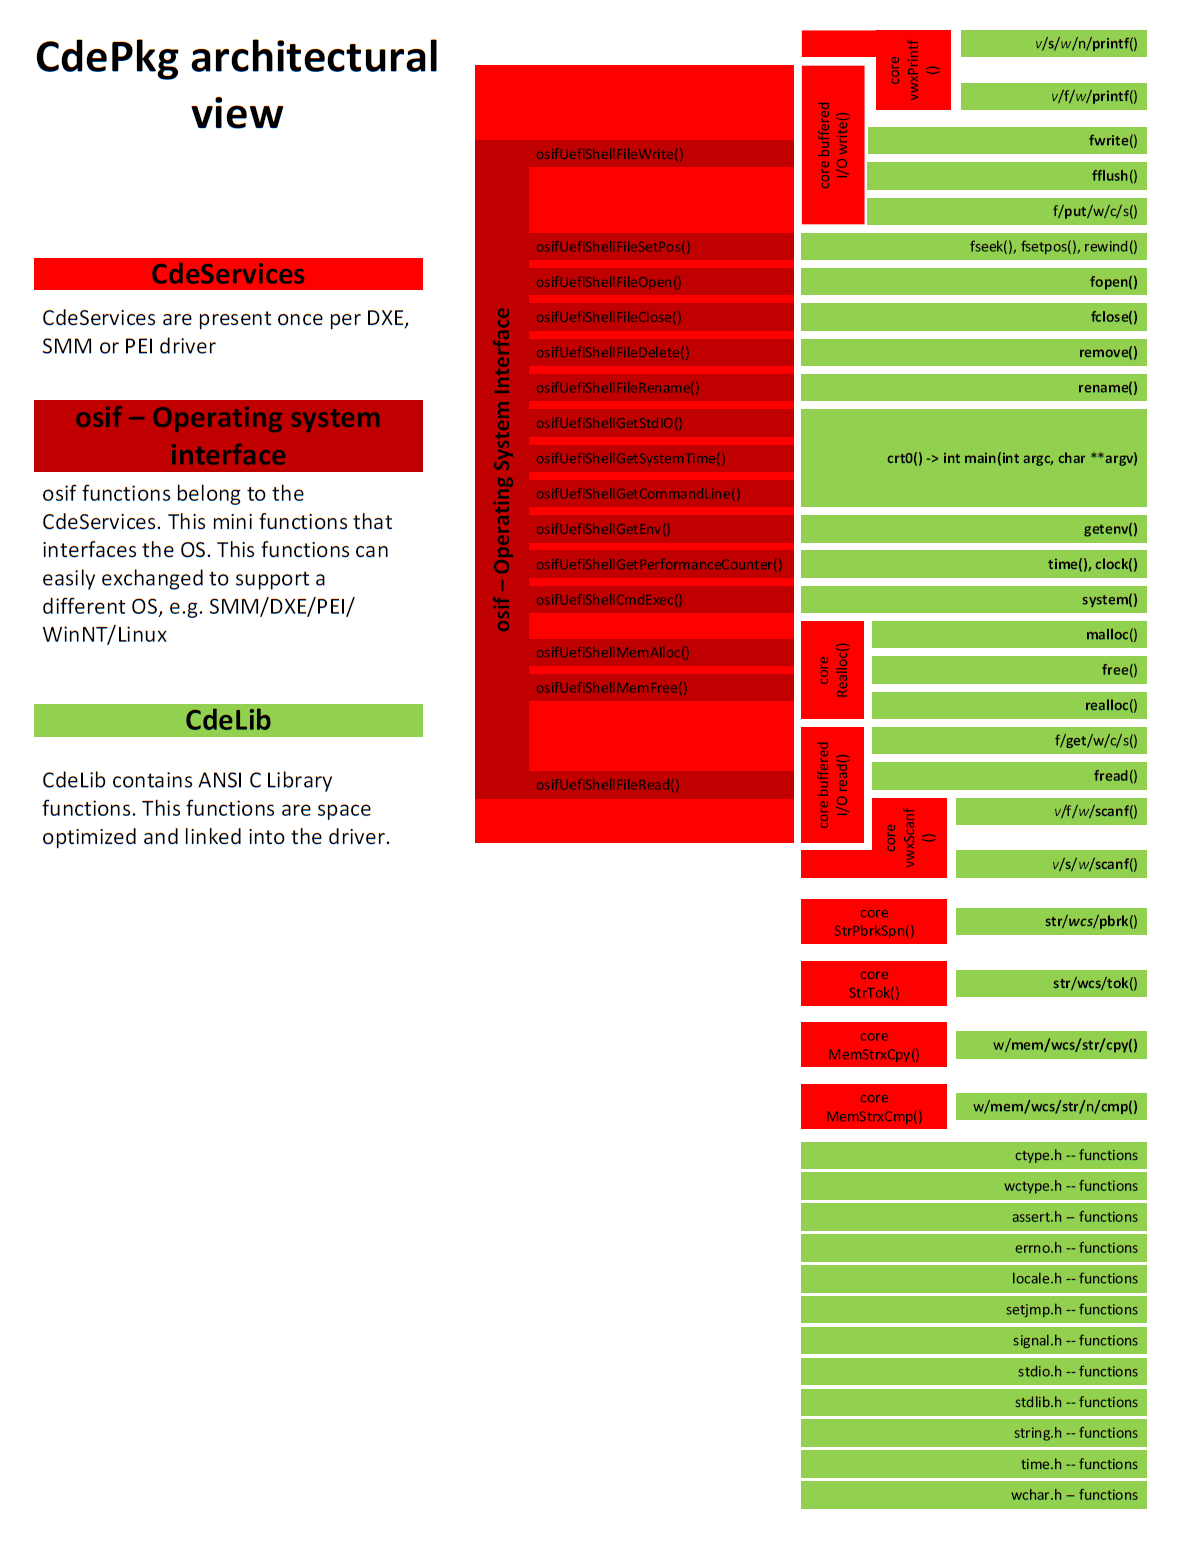 CdePkg architectural
view
CdeServices
CdeServices are present once per DXE,
SMM or PEI driver
osif – Operating system
interface
osif functions belong to the
CdeServices. This mini functions that
interfaces the OS. This functions can
easily exchanged to support a
different OS, e.g. SMM/DXE/PEI/
WinNT/Linux
CdeLib
CdeLib contains ANSI C Library
functions. This functions are space
optimized and linked into the driver.
osif – Operating System Interface
osifUefiShellFileWrite()
osifUefiShellFileSetPos()
osifUefiShellFileOpen()
osifUefiShellFileClose()
osifUefiShellFileDelete()
osifUefiShellFileRename()
osifUefiShellGetStdIO()
osifUefiShellGetSystemTime()
osifUefiShellGetCommandLine()
osifUefiShellGetEnv()
osifUefiShellGetPerformanceCounter()
osifUefiShellCmdExec()
osifUefiShellMemAlloc()
osifUefiShellMemFree()
osifUefiShellFileRead()
core
vwxPrintf
()
core buffered
I/O write()
v/s/w/n/printf()
v/f/w/printf()
fwrite()
fflush()
f/put/w/c/s()
fseek(), fsetpos(), rewind()
fopen()
fclose()
remove()
rename()
crt0() -> int main(int argc, char **argv)
getenv()
time(), clock()
system()
core
Realloc()
malloc()
free()
realloc()
core buffered
I/O read()
f/get/w/c/s()
fread()
core
vwxScanf
()
v/f/w/scanf()
v/s/w/scanf()
core
StrPbrkSpn()
str/wcs/pbrk()
core
StrTok()
str/wcs/tok()
core
MemStrxCpy()
w/mem/wcs/str/cpy()
core
MemStrxCmp()
w/mem/wcs/str/n/cmp()
ctype.h -- functions
wctype.h -- functions
assert.h – functions
errno.h -- functions
locale.h -- functions
setjmp.h -- functions
signal.h -- functions
stdio.h -- functions
stdlib.h -- functions
string.h -- functions
time.h -- functions
wchar.h – functions